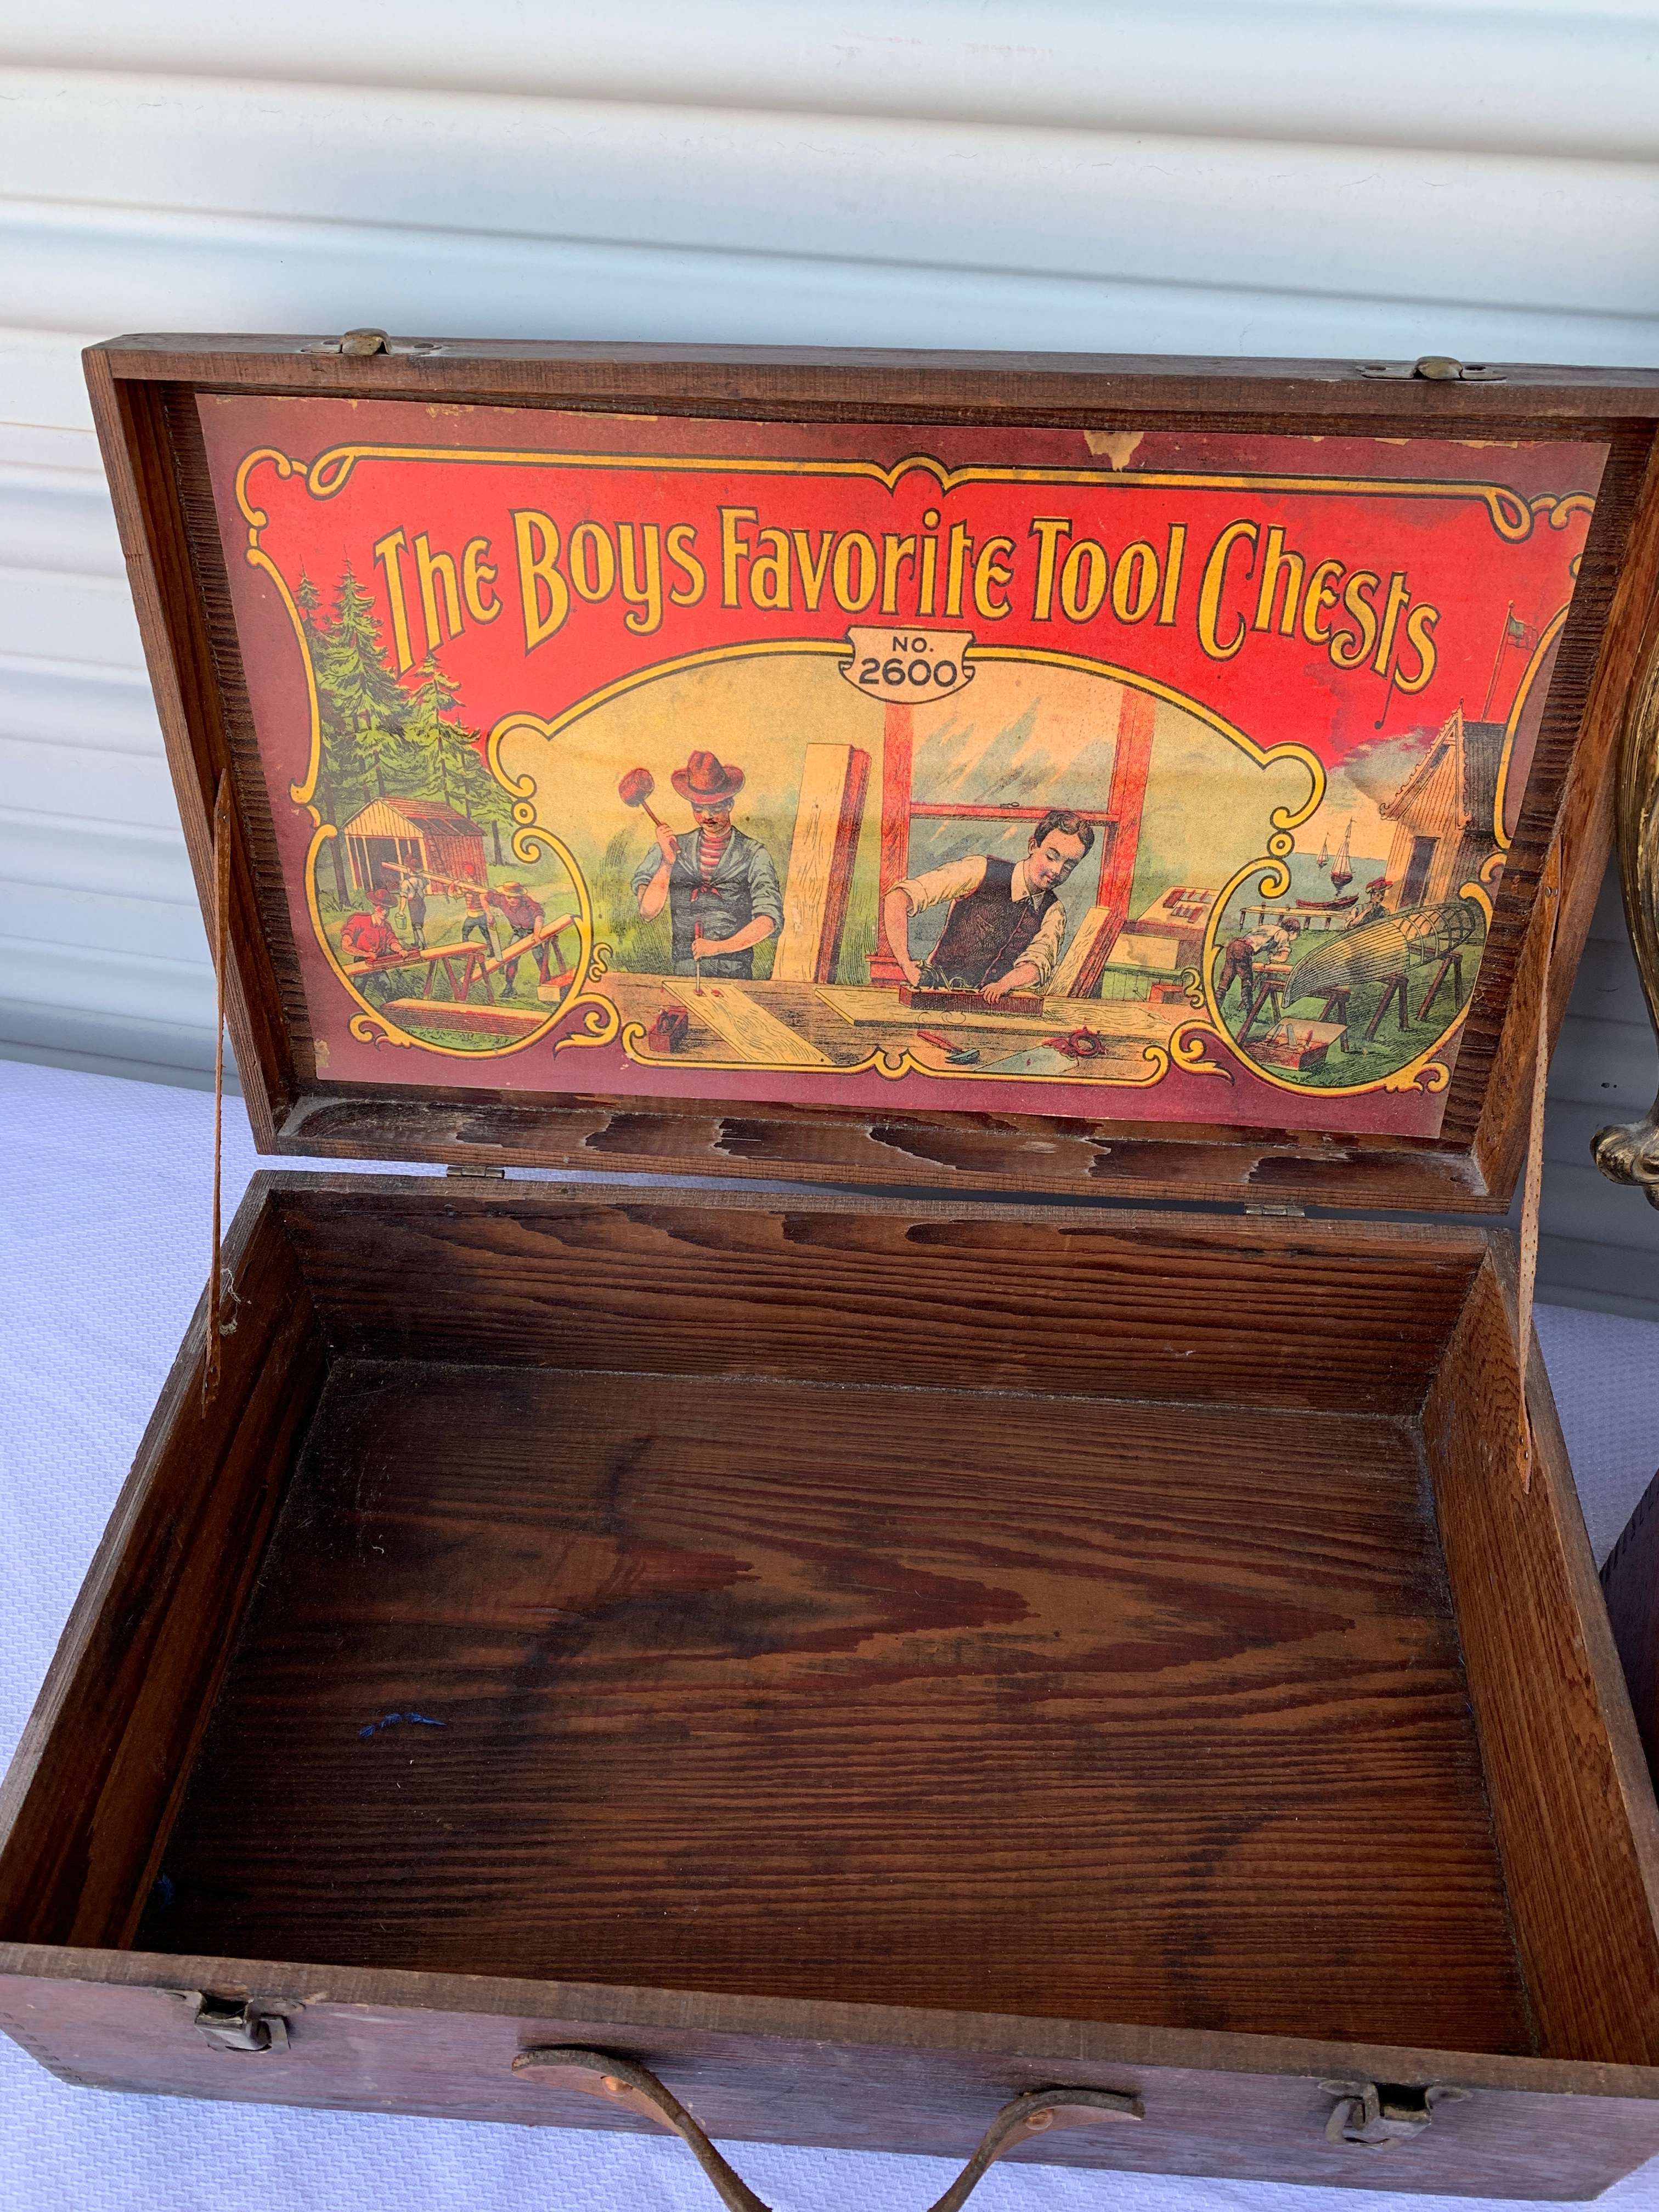 The Boys Favorite Tool Chests
NO.
2600